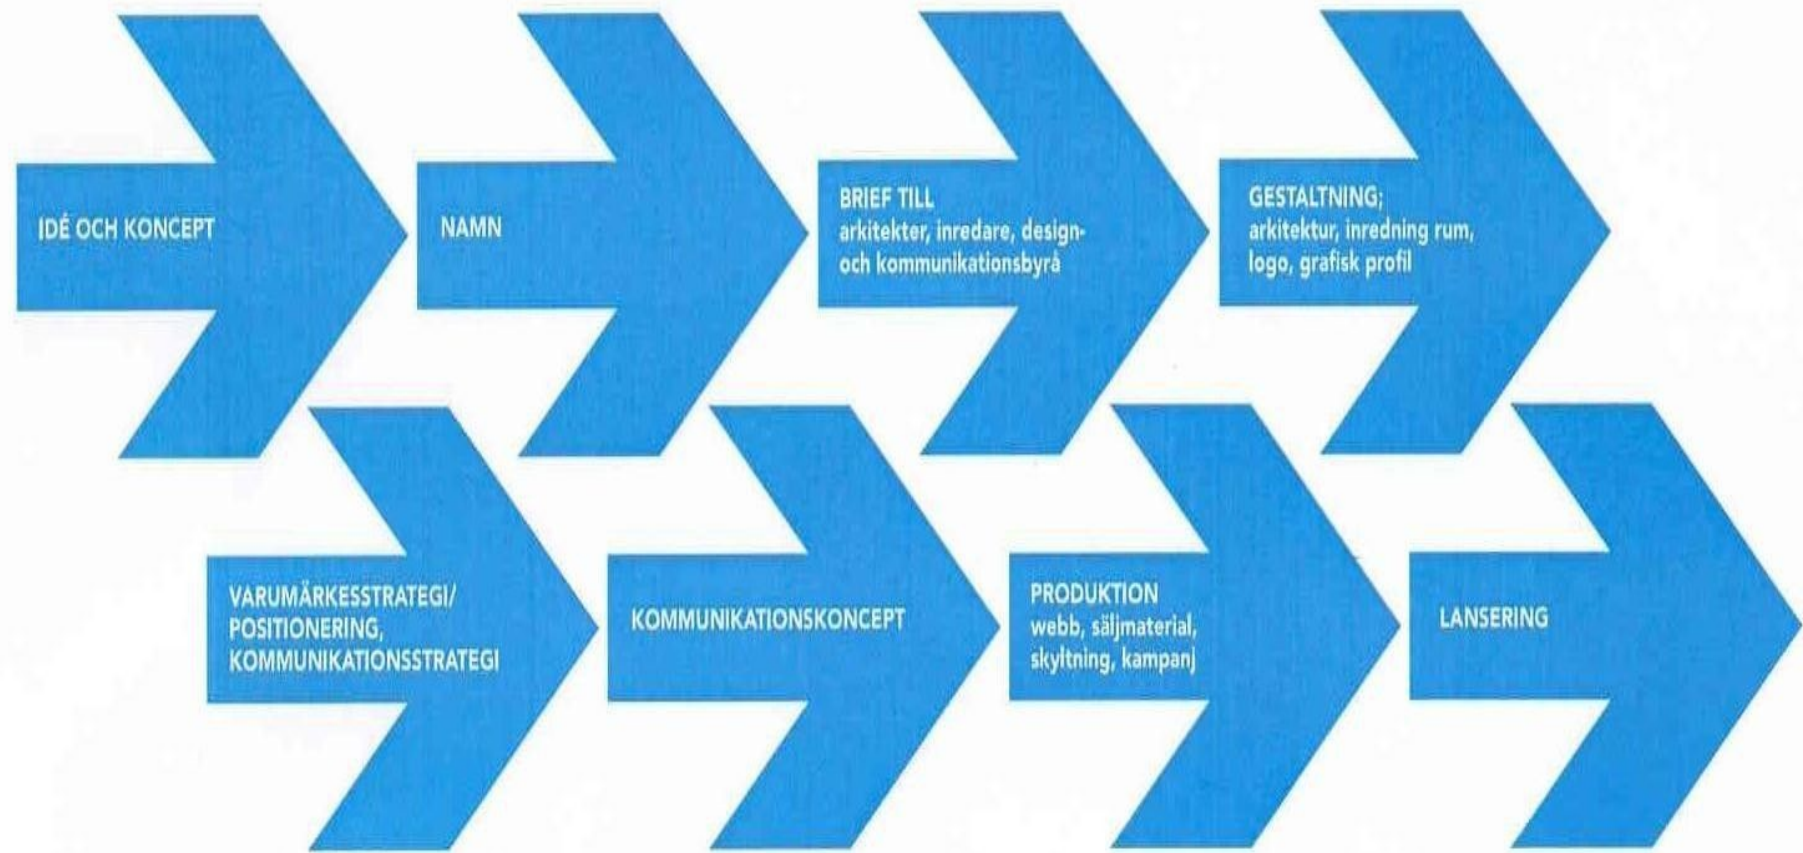 IDÉ OCH KONCEPT
NAMN
BRIEF TILL
arkitekter, inredare, design-
och kommunikationsbyrå
GESTALTNING;
arkitektur, inredning rum,
logo, grafisk profil
VARUMÄRKESSTRATEGI/
POSITIONERING,
KOMMUNIKATIONSSTRATEGI
KOMMUNIKATIONSKONCEPT
PRODUKTION
webb, säljmaterial,
skyltning, kampanj
LANSERING